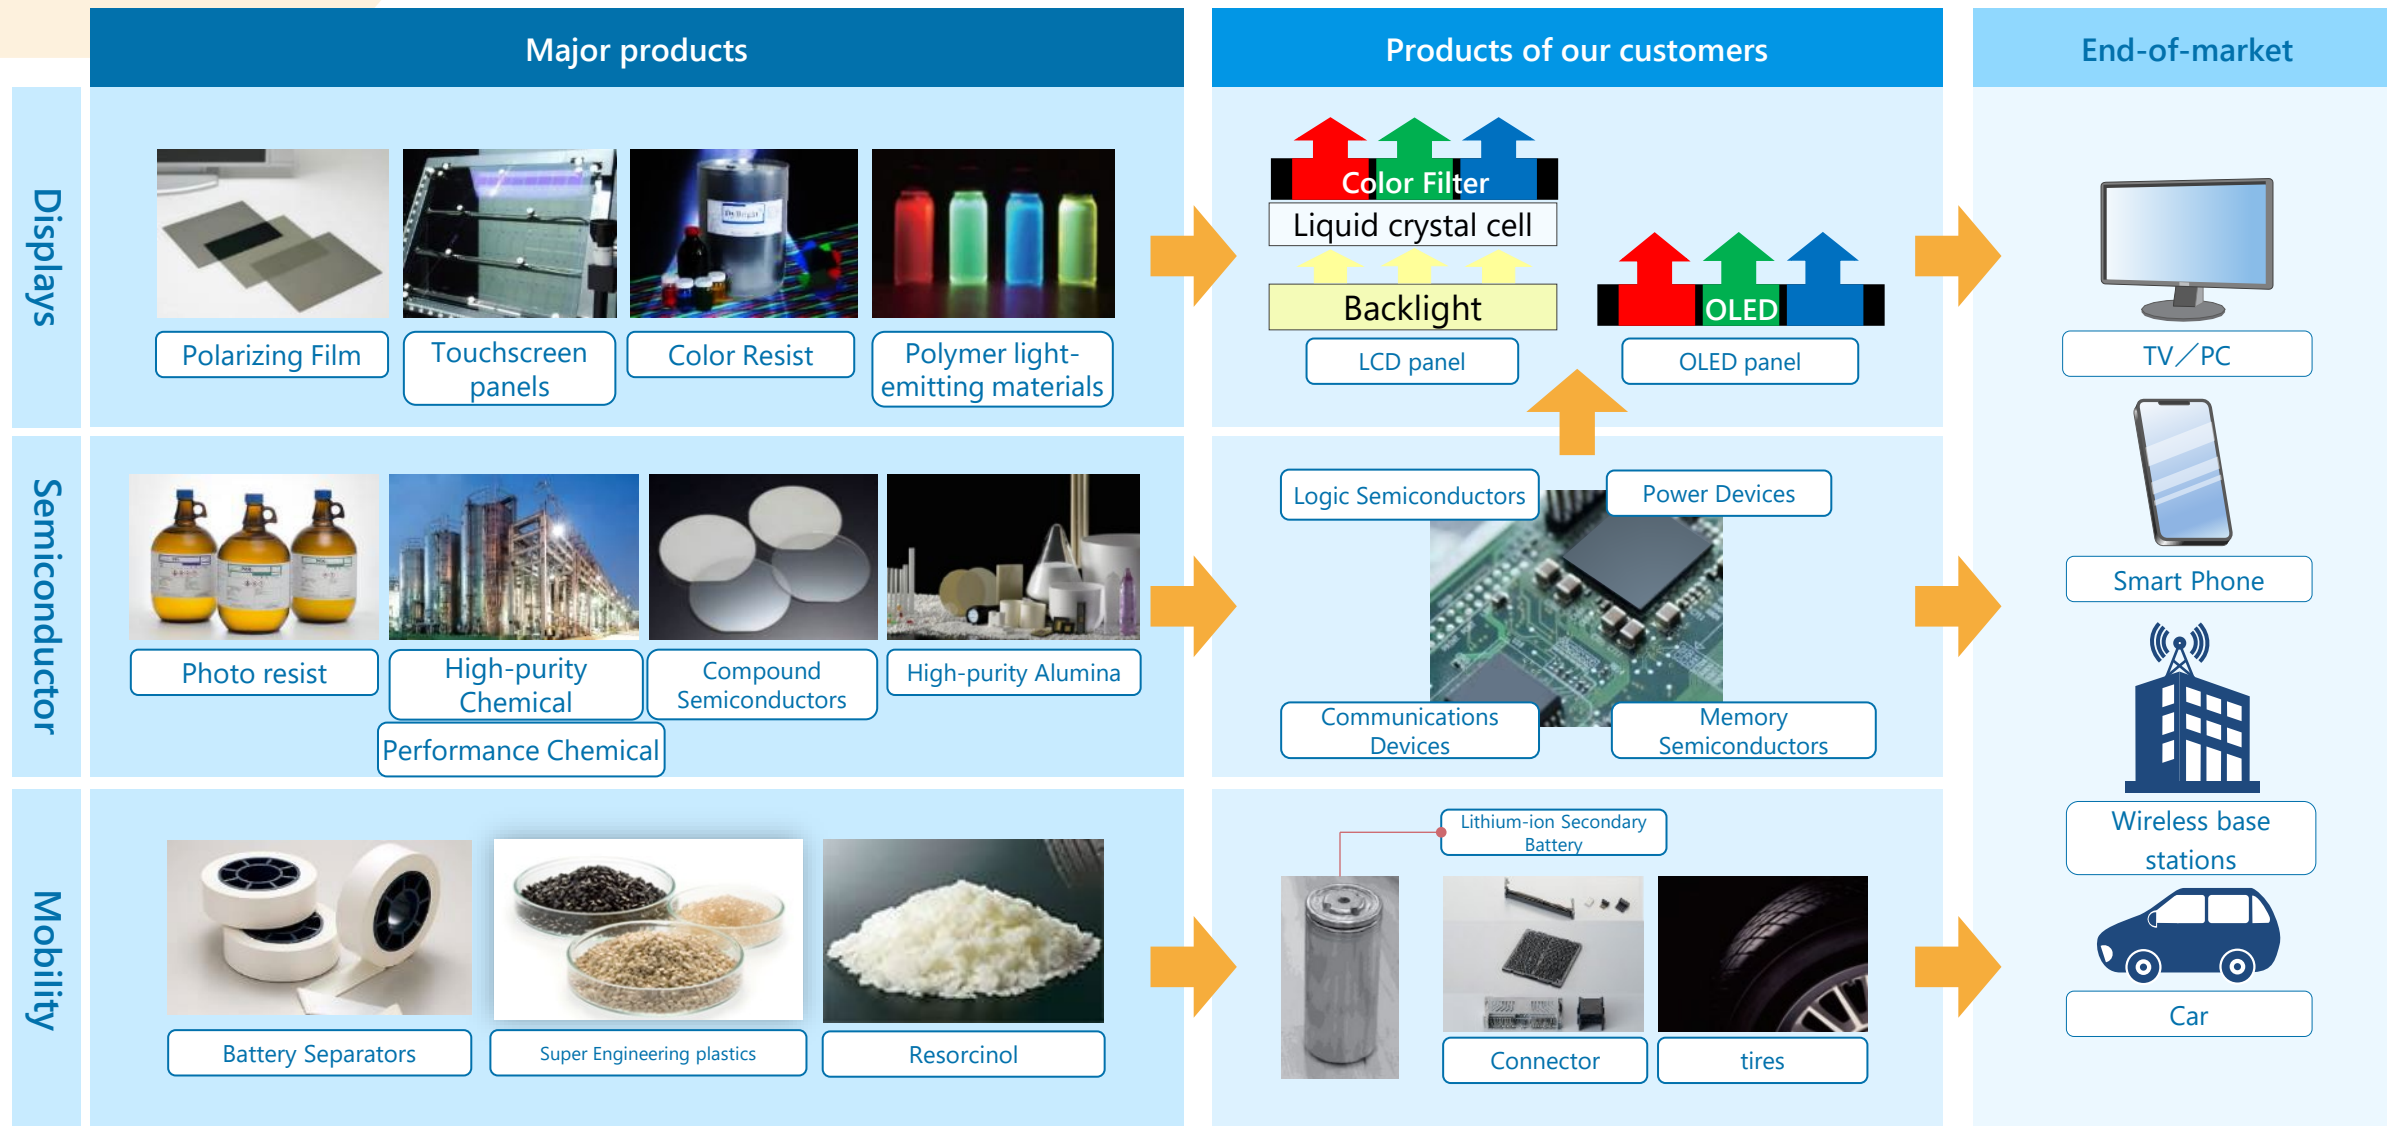 Major products
Products of our customers
End-of-market
Displays
Polarizing Film
Touchscreen
panels
Color Resist
Polymer light-
emitting materials
Color Filter
Liquid crystal cell
Backlight
LCD panel
OLED
OLED panel
TV／PC
Smart Phone
Wireless base
stations
Car
Semiconductor
Photo resist
High-purity
Chemical
Performance Chemical
Compound
Semiconductors
High-purity Alumina
Logic Semiconductors
Power Devices
Communications
Devices
Memory
Semiconductors
Mobility
Battery Separators
Super Engineering plastics
Resorcinol
Lithium-ion Secondary
Battery
Connector
tires